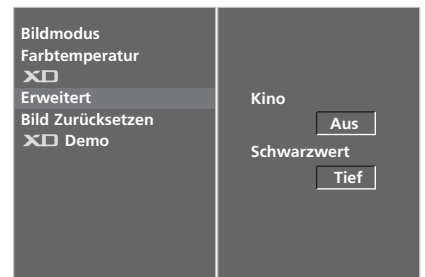 Bildmodus
Farbtemperatur
XD
Erweitert
Bild Zurücksetzen
XD Demo
Kino
Aus
Schwarzwert
Tief